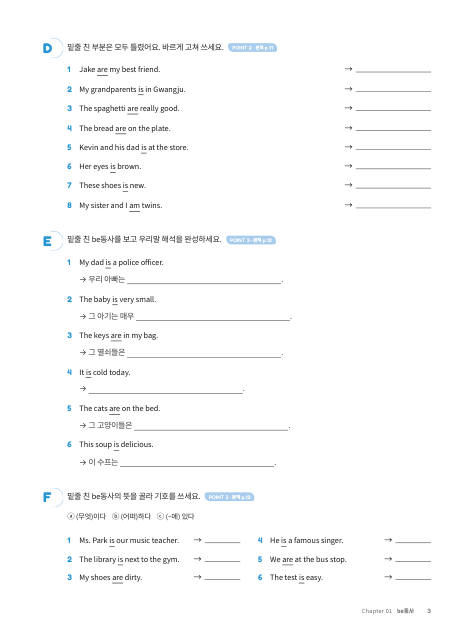 D 밑줄 친 부분은 모두 틀렸어요. 바르게 고쳐 쓰세요. POINT 2 · 본책 p.11
1 Jake are my best friend. →
2 My grandparents is in Gwangju. →
3 The spaghetti are really good. →
4 The bread are on the plate. →
5 Kevin and his dad is at the store. →
6 Her eyes is brown. →
7 These shoes is new. →
8 My sister and I am twins. →
E 밑줄 친 be동사를 보고 우리말 해석을 완성하세요. POINT 3 · 본책 p.12
1 My dad is a police officer.
→ 우리 아빠는 .
2 The baby is very small.
→ 그 아기는 매우 .
3 The keys are in my bag.
→ 그 열쇠들은 .
4 It is cold today.
→ .
5 The cats are on the bed.
→ 그 고양이들은 .
6 This soup is delicious.
→ 이 수프는 .
F 밑줄 친 be동사의 뜻을 골라 기호를 쓰세요. POINT 3 · 본책 p.12
ⓐ (무엇)이다 ⓑ (어떠)하다 ⓒ (~에) 있다
1 Ms. Park is our music teacher. →
2 The library is next to the gym. →
3 My shoes are dirty. →
4 He is a famous singer. →
5 We are at the bus stop. →
6 The test is easy. →
Chapter 01 be동사 3